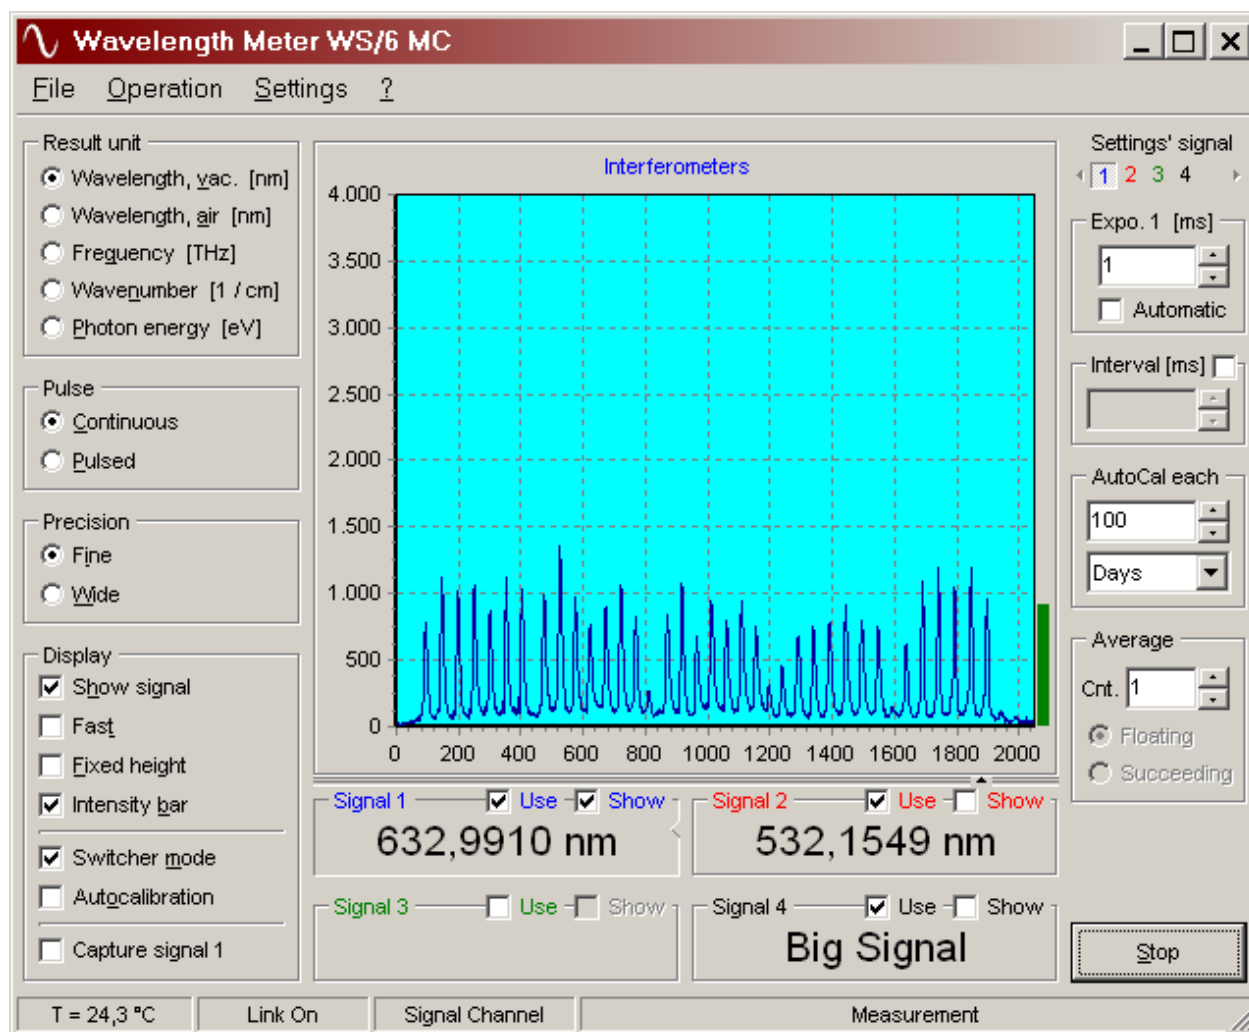 Wavelength Meter WS/6 MC
File Operation Settings ?
Result unit
Wavelength, vac. [nm]
Wavelength, air [nm]
Frequency [THz]
Wavenumber [1 / cm]
Photon energy [eV]
Pulse
Continuous
Pulsed
Precision
Fine
Wide
Display
Show signal
Fast
Fixed height
Intensity bar
Switcher mode
Autocalibration
Capture signal 1
Interferometers
4.000
3.500
3.000
2.500
2.000
1.500
1.000
500
0
0 200 400 600 800 1000 1200 1400 1600 1800 2000
Signal 1 Use Show
632,9910 nm
Signal 2 Use Show
532,1549 nm
Signal 3 Use Show
Signal 4 Use Show
Big Signal
Settings' signal
1 2 3 4
Expo. 1 [ms]
1
Automatic
Interval [ms]
AutoCal each
100
Days
Average
Cnt. 1
Floating
Succeeding
Stop
T = 24,3 °C Link On Signal Channel Measurement